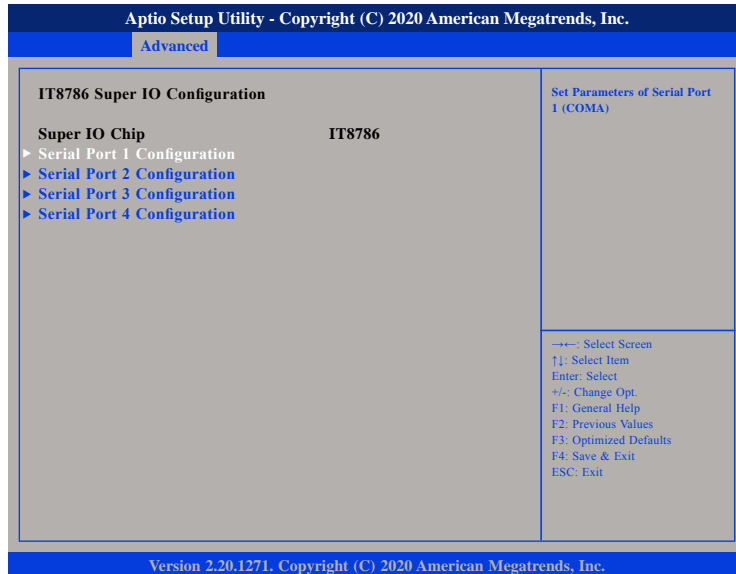 Aptio Setup Utility - Copyright (C) 2020 American Megatrends, Inc.
Advanced
IT8786 Super IO Configuration
Super IO Chip IT8786
► Serial Port 1 Configuration
► Serial Port 2 Configuration
► Serial Port 3 Configuration
► Serial Port 4 Configuration
Set Parameters of Serial Port
1 (COMA)
→←: Select Screen
↑↓: Select Item
Enter: Select
+/-: Change Opt.
F1: General Help
F2: Previous Values
F3: Optimized Defaults
F4: Save & Exit
ESC: Exit
Version 2.20.1271. Copyright (C) 2020 American Megatrends, Inc.